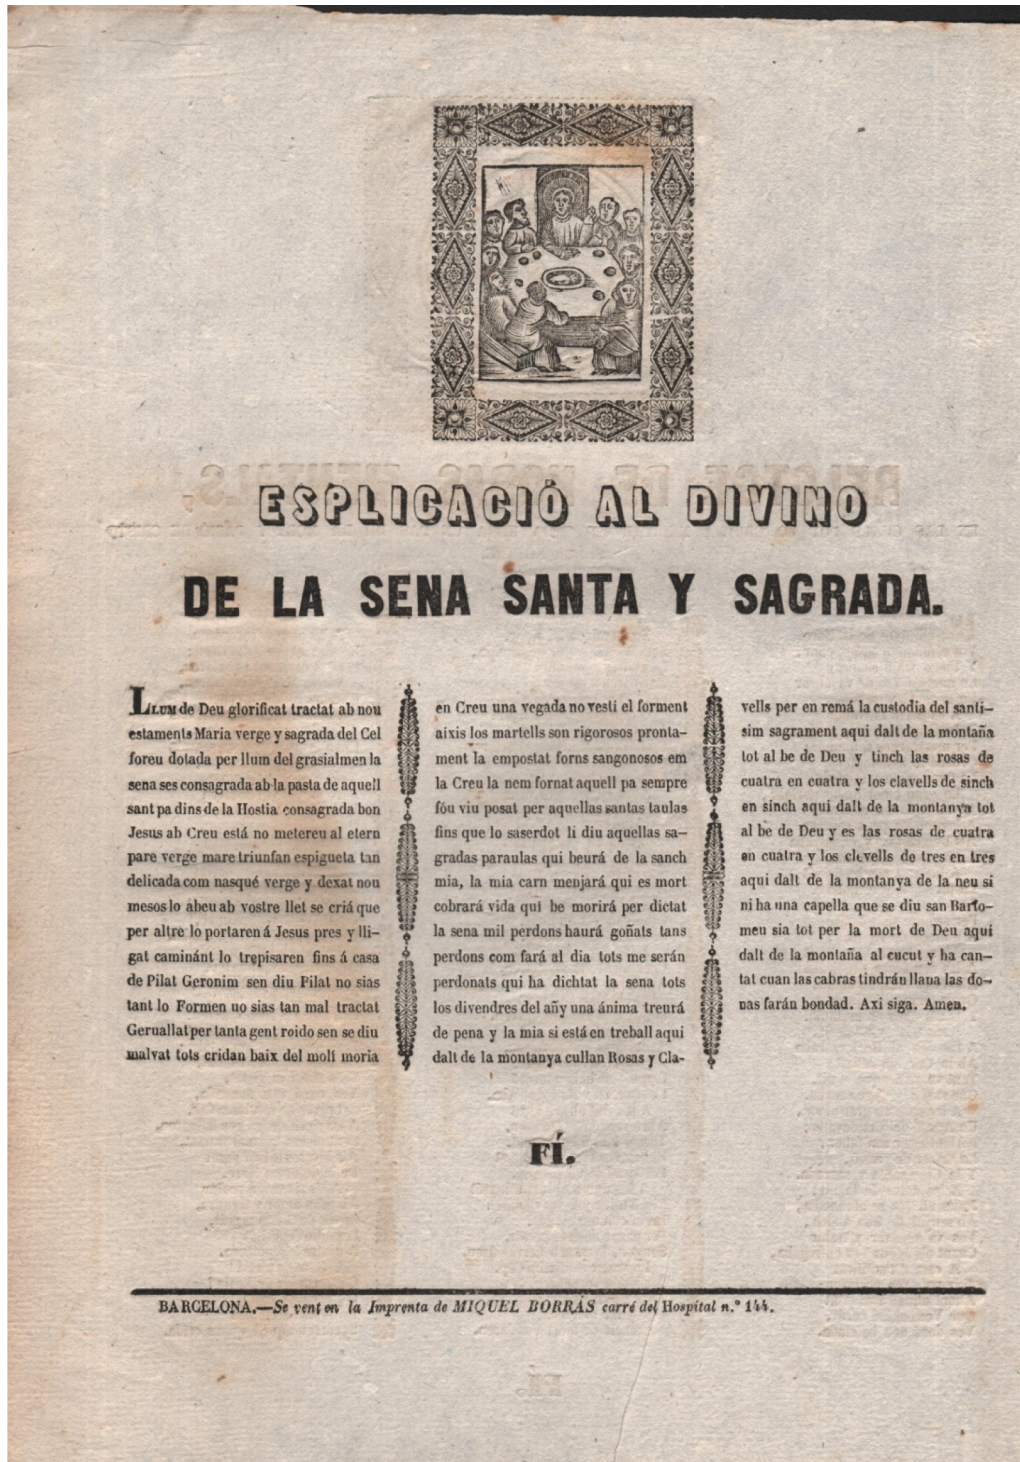 ESPLICACIÓ AL DIVINO
DE LA SENA SANTA Y SAGRADA.
LLUM de Deu glorificat tractat ab nou
estaments Maria verge y sagrada del Cel
foreu dotada per llum del grasialmen la
sena ses consagrada ab la pasta de aquell
sant pa dins de la Hostia consagrada bon
Jesus ab Creu está no metereu al etern
pare verge mare triunfan espigueta tan
delicada com nasqué verge y dexat nou
mesos lo abeu ab vostre llet se criá que
per altre lo portaren á Jesus pres y lli-
gat caminánt lo trepisaren fins á casa
de Pilat Geronim sen diu Pilat no sias
tant lo Formen uo sias tan mal tractat
Geruallat per tanta gent roido sen se diu
malvat tots cridan baix del molí moria
en Creu una vegada no vesti el forment
aixis los martells son rigorosos pronta-
ment la empostat forns sangonosos em
la Creu la nem fornat aquell pa sempre
fóu viu posat per aquellas santas taulas
fins que lo saserdot li diu aquellas sa-
gradas paraulas qui beurá de la sanch
mia, la mia carn menjará qui es mort
cobrará vida qui be morirá per dictat
la sena mil perdons haurá goñats tans
perdons com fará al dia tots me serán
perdonats qui ha dichtat la sena tots
los divendres del añy una ánima treurá
de pena y la mia si está en treball aqui
dalt de la montanya cullan Rosas y Cla-
vells per en remá la custodia del santí-
sim sagrament aqui dalt de la montaña
tot al be de Deu y tinch las rosas de
cuatra en cuatra y los clavells de sinch
en sinch aqui dalt de la montanya tot
al be de Deu y es las rosas de cuatra
en cuatra y los clevells de tres en tres
aqui dalt de la montanya de la neu si
ni ha una capella que se diu san Barto-
meu sia tot per la mort de Deu aqui
dalt de la montaña al cucut y ha can-
tat cuan las cabras tindrán llana las do-
nas farán bondad. Axi siga. Amen.
FÍ.
BARCELONA.—Se vent en la Imprenta de MIQUEL BORRÁS carré del Hospital n.º 144.